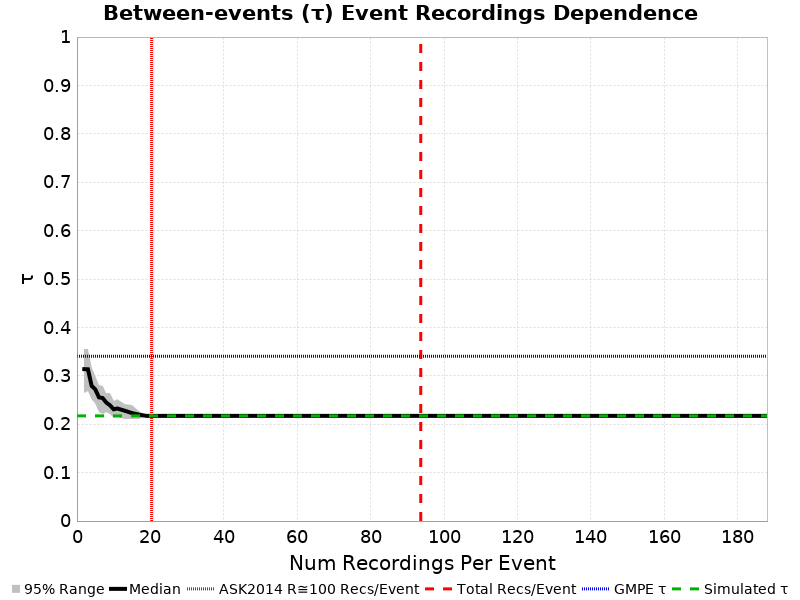 Between-events (τ) Event Recordings Dependence
1
0.9
0.8
0.7
0.6
0.5
0.4
0.3
0.2
0.1
0
τ
0 20 40 60 80 100 120 140 160 180
Num Recordings Per Event
95% Range Median ASK2014 R≅100 Recs/Event Total Recs/Event GMPE τ Simulated τ